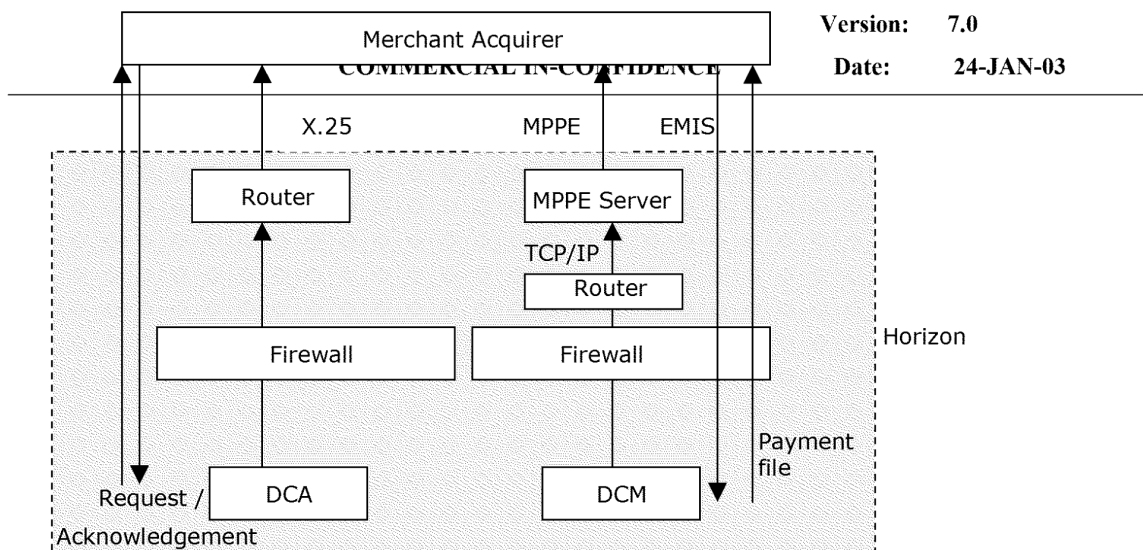 Version: 7.0
Merchant Acquirer
COMMERCIAL IN-CONFIDENCE
Date: 24-JAN-03
X.25
MPPE
EMIS
Router
MPPE Server
TCP/IP
Router
Firewall
Firewall
Horizon
Payment
file
Request /
DCA
DCM
Acknowledgement